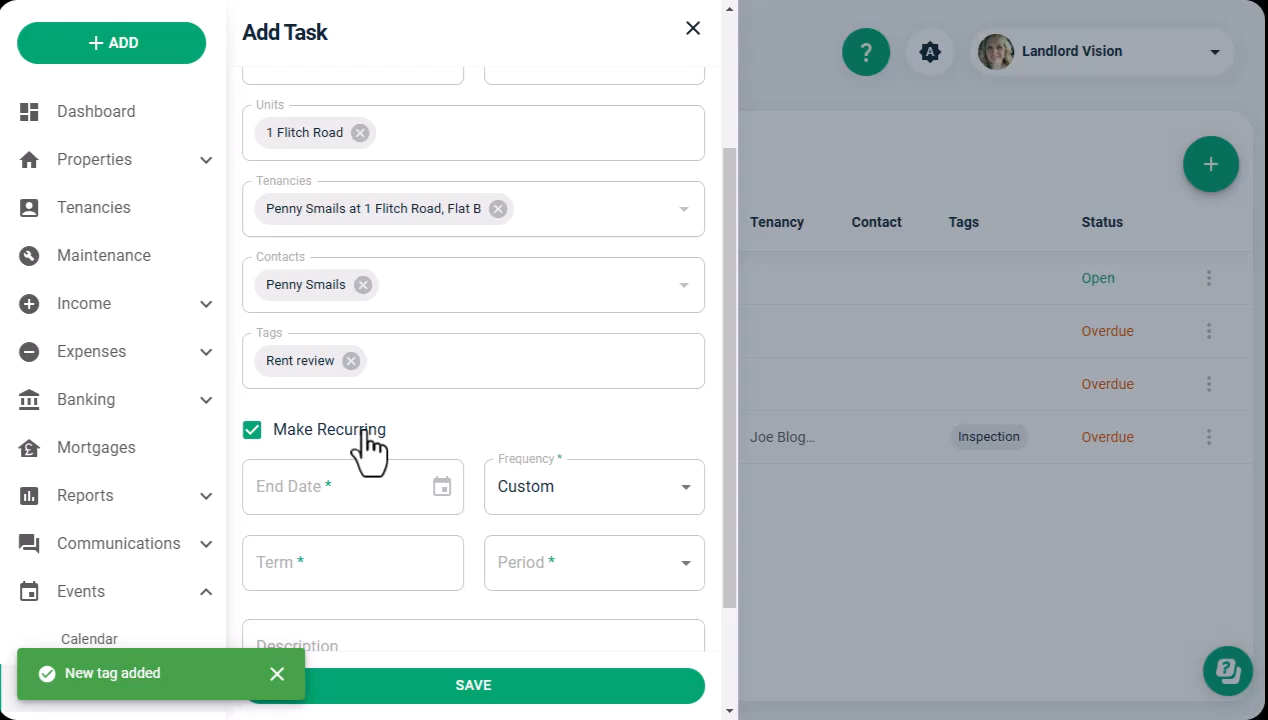 + ADD
Dashboard
Properties
Tenancies
Maintenance
Income
Expenses
Banking
Mortgages
Reports
Communications
Events
Calendar
New tag added
Add Task
Units
1 Flitch Road
Tenancies
Penny Smails at 1 Flitch Road, Flat B
Contacts
Penny Smails
Tags
Rent review
Make Recurring
End Date *
Frequency *
Custom
Term *
Period *
Description
SAVE
? A Landlord Vision
+
Tenancy Contact Tags Status
Open
Overdue
Overdue
Joe Blog... Inspection Overdue
?